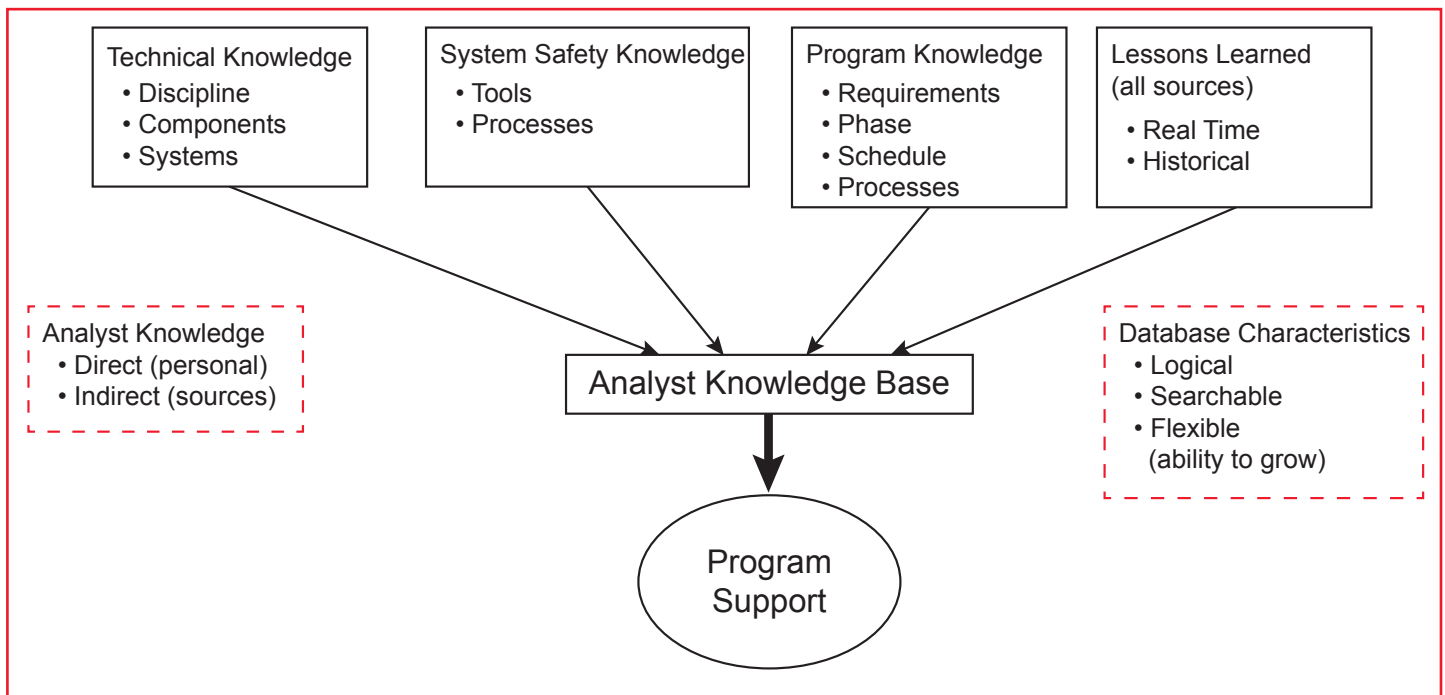 Technical Knowledge
• Discipline
• Components
• Systems
System Safety Knowledge
• Tools
• Processes
Program Knowledge
• Requirements
• Phase
• Schedule
• Processes
Lessons Learned
(all sources)
• Real Time
• Historical
Analyst Knowledge
• Direct (personal)
• Indirect (sources)
Analyst Knowledge Base
Database Characteristics
• Logical
• Searchable
• Flexible
(ability to grow)
Program
Support